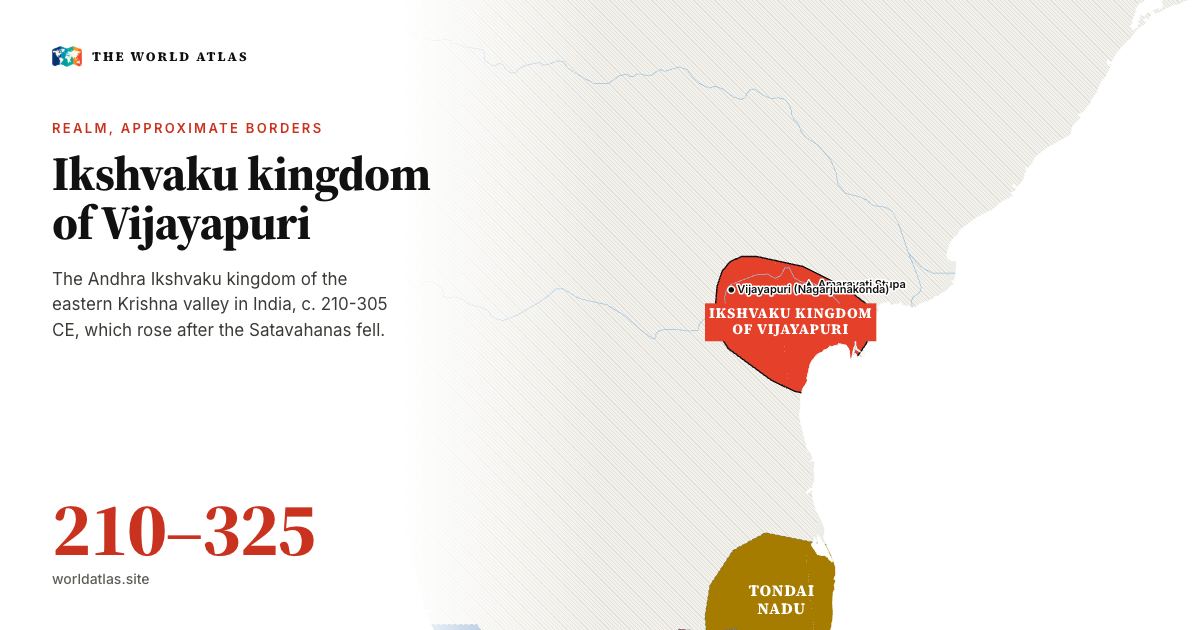 THE WORLD ATLAS
REALM, APPROXIMATE BORDERS
Ikshvaku kingdom
of Vijayapuri
The Andhra Ikshvaku kingdom of the
eastern Krishna valley in India, c. 210-305
CE, which rose after the Satavahanas fell.
210–325
worldatlas.site
Amaravati Stupa
Vijayapuri (Nagarjunakonda)
IKSHVAKU KINGDOM
OF VIJAYAPURI
TONDAI
NADU